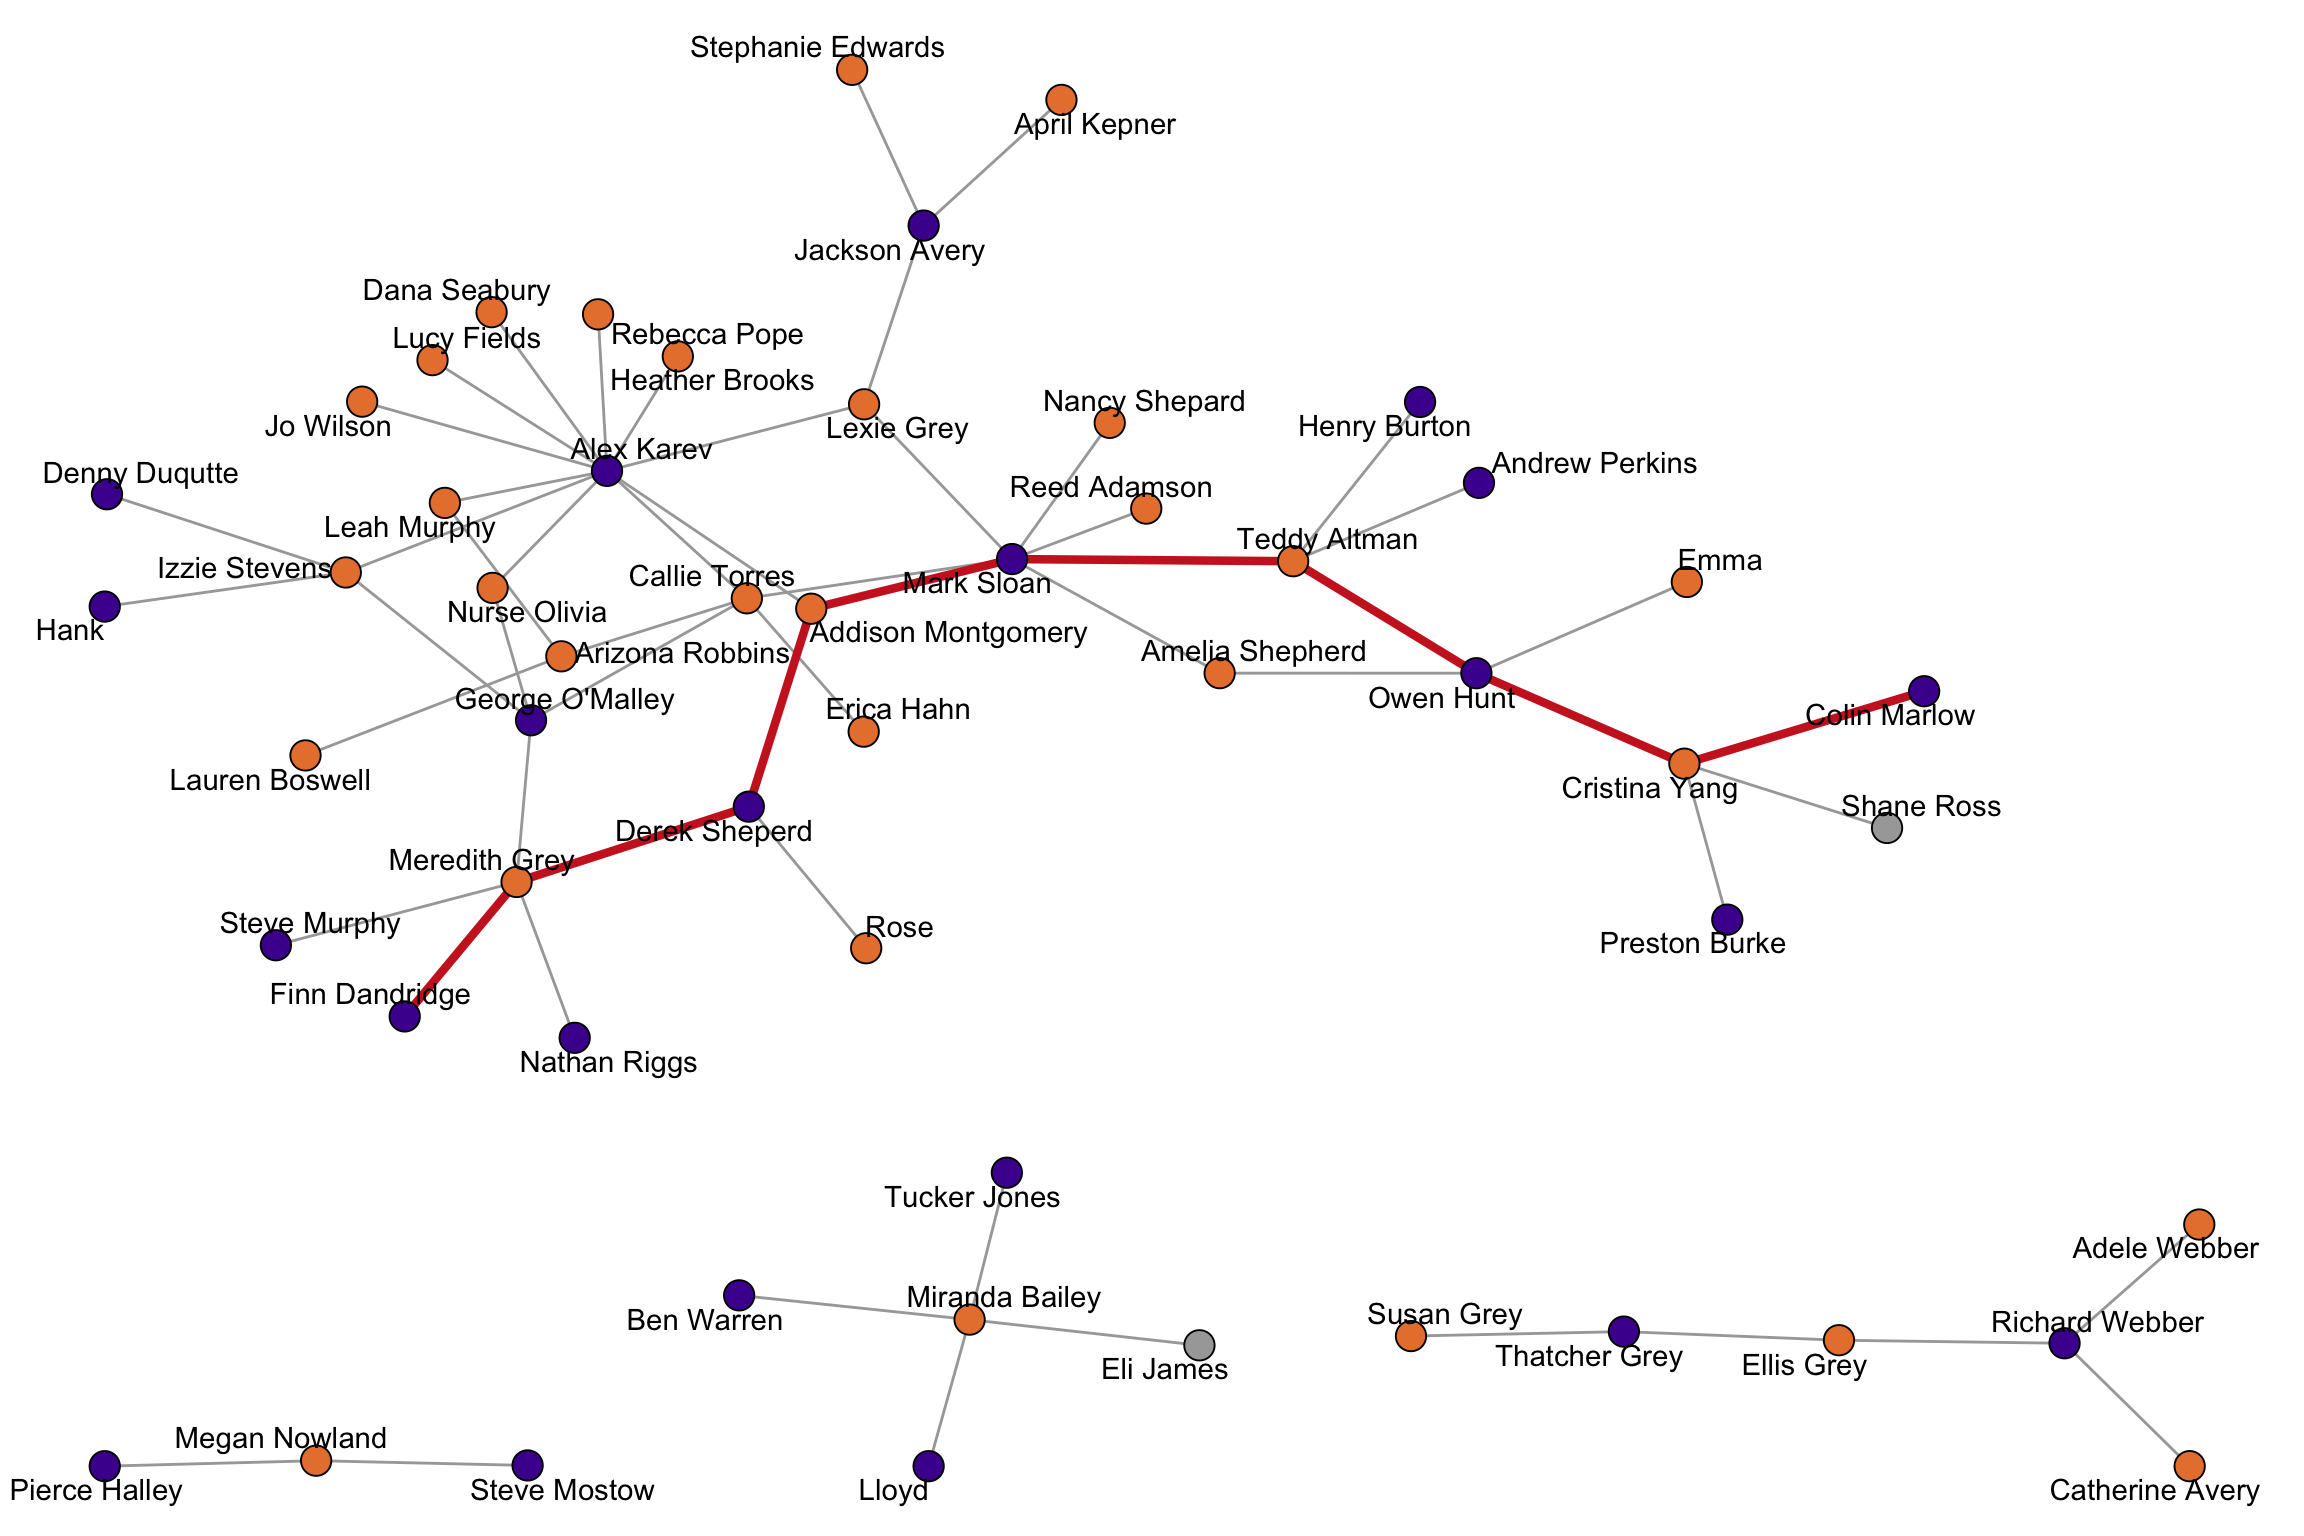 Stephanie Edwards
April Kepner
Jackson Avery
Dana Seabury
Rebecca Pope
Lucy Fields
Heather Brooks
Nancy Shepard
Jo Wilson
Lexie Grey
Henry Burton
Alex Karev
Andrew Perkins
Denny Duqutte
Reed Adamson
Leah Murphy
Teddy Altman
Emma
Izzie Stevens
Callie Torres
Mark Sloan
Nurse Olivia
Hank
Addison Montgomery
Arizona Robbins
Amelia Shepherd
George O'Malley
Owen Hunt
Erica Hahn
Colin Marlow
Lauren Boswell
Cristina Yang
Shane Ross
Derek Sheperd
Meredith Grey
Steve Murphy
Rose
Preston Burke
Finn Dandridge
Nathan Riggs
Tucker Jones
Adele Webber
Miranda Bailey
Ben Warren
Susan Grey
Richard Webber
Thatcher Grey
Ellis Grey
Eli James
Megan Nowland
Pierce Halley
Steve Mostow
Lloyd
Catherine Avery